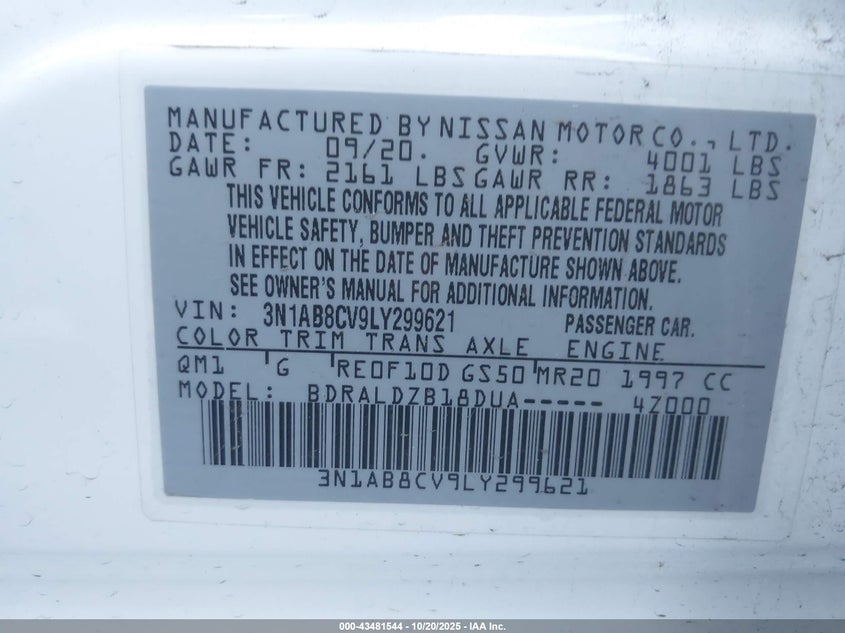 MANUFACTURED BY NISSAN MOTOR CO., LTD.
DATE: 09/20. GVWR: 4001 LBS
GAWR FR: 2161 LBS GAWR RR: 1863 LBS
THIS VEHICLE CONFORMS TO ALL APPLICABLE FEDERAL MOTOR
VEHICLE SAFETY, BUMPER AND THEFT PREVENTION STANDARDS
IN EFFECT ON THE DATE OF MANUFACTURE SHOWN ABOVE.
SEE OWNER'S MANUAL FOR ADDITIONAL INFORMATION.
VIN: 3N1AB8CV9LY299621 PASSENGER CAR.
COLOR TRIM TRANS AXLE ENGINE
QM1 G RE0F10D GS50 MR20 1997 CC
MODEL: BDRALDZB18DUA----- 4Z000
3N1AB8CV9LY299621
000-43481544 | 10/20/2025 - IAA Inc.